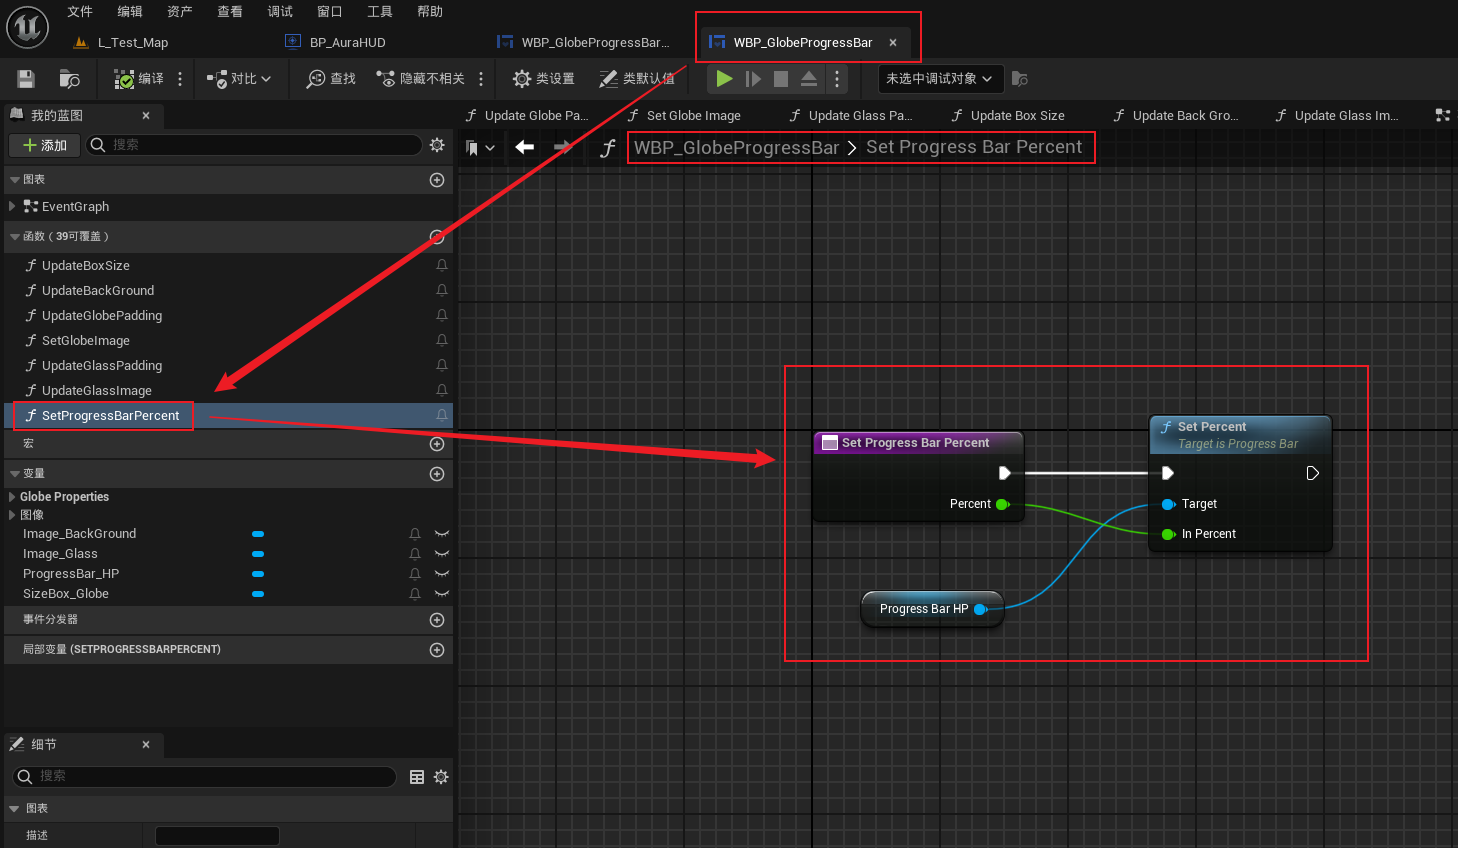 文件 编辑 资产 查看 调试 窗口 工具 帮助
L_Test_Map BP_AuraHUD WBP_GlobeProgressBar... WBP_GlobeProgressBar
编译 对比 查找 隐藏不相关 类设置 类默认值 未选中调试对象
我的蓝图
添加 搜索
图表
EventGraph
函数（39可覆盖）
UpdateBoxSize
UpdateBackGround
UpdateGlobePadding
SetGlobeImage
UpdateGlassPadding
UpdateGlassImage
SetProgressBarPercent
宏
变量
Globe Properties
图像
Image_BackGround
Image_Glass
ProgressBar_HP
SizeBox_Globe
事件分发器
局部变量 (SETPROGRESSBARPERCENT)
细节
搜索
图表
描述
Update Globe Pa... Set Globe Image Update Glass Pa... Update Box Size Update Back Gro... Update Glass Im...
WBP_GlobeProgressBar > Set Progress Bar Percent
Set Progress Bar Percent
Percent
Set Percent
Target is Progress Bar
Target
In Percent
Progress Bar HP